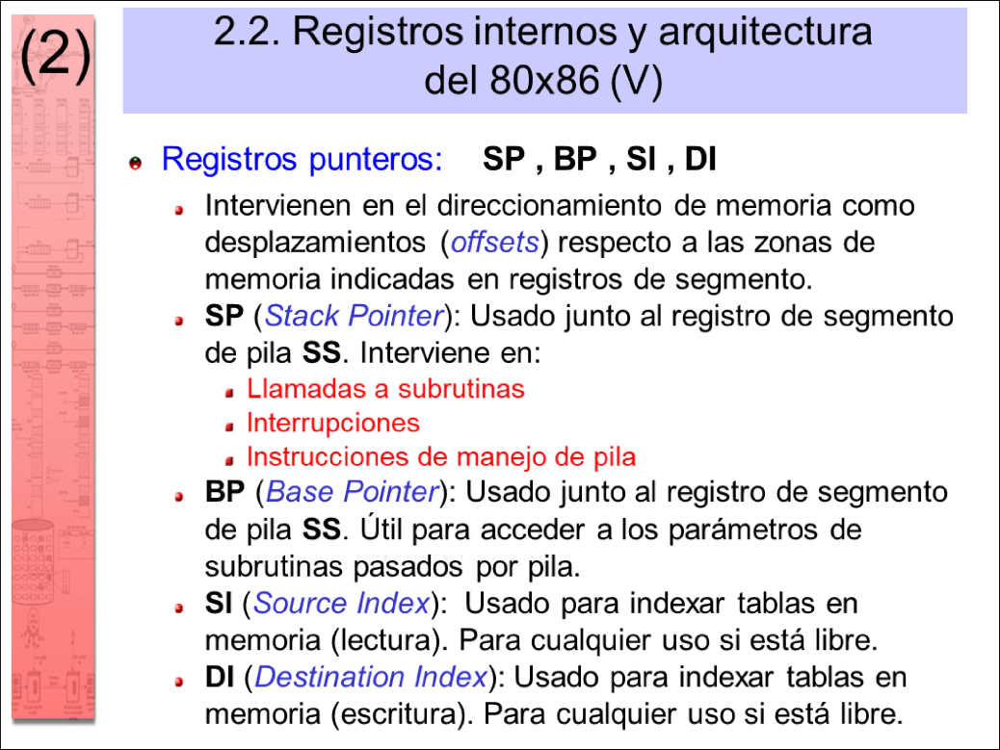 (2)
2.2. Registros internos y arquitectura
del 80x86 (V)
Registros punteros: SP , BP , SI , DI
Intervienen en el direccionamiento de memoria como
desplazamientos (offsets) respecto a las zonas de
memoria indicadas en registros de segmento.
SP (Stack Pointer): Usado junto al registro de segmento
de pila SS. Interviene en:
Llamadas a subrutinas
Interrupciones
Instrucciones de manejo de pila
BP (Base Pointer): Usado junto al registro de segmento
de pila SS. Útil para acceder a los parámetros de
subrutinas pasados por pila.
SI (Source Index): Usado para indexar tablas en
memoria (lectura). Para cualquier uso si está libre.
DI (Destination Index): Usado para indexar tablas en
memoria (escritura). Para cualquier uso si está libre.